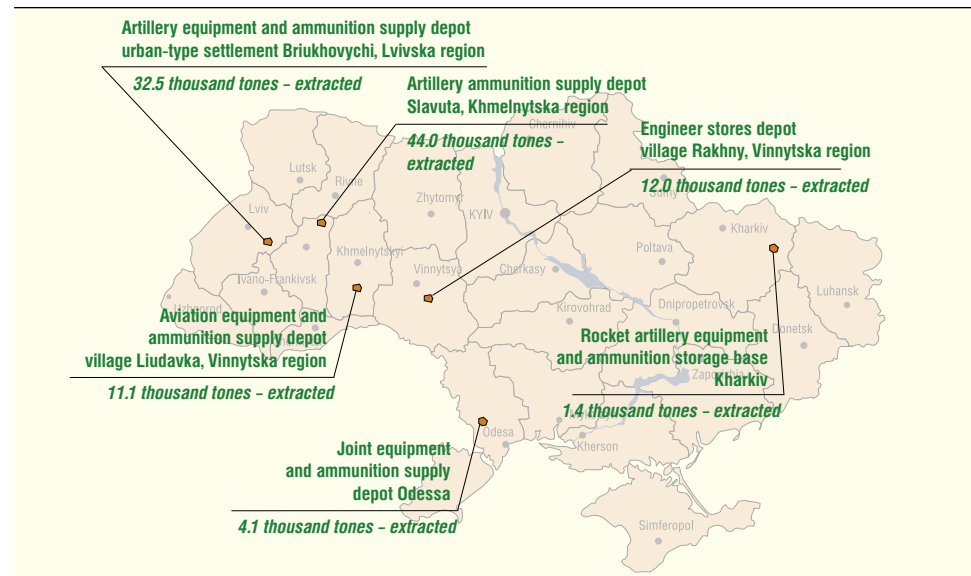 Artillery equipment and ammunition supply depot
urban-type settlement Briukhovychi, Lvivska region
32.5 thousand tones – extracted
Artillery ammunition supply depot
Slavuta, Khmelnytska region
44.0 thousand tones –
extracted
Engineer stores depot
village Rakhny, Vinnytska region
12.0 thousand tones – extracted
Chernihiv
Sumy
Lutsk
Rivne
Zhytomyr
KYIV
Lviv
Kharkiv
Khmelnytskyi
Poltava
Vinnytsya
Cherkasy
Ivano-Frankivsk
Luhansk
Uzhgorod
Kirovohrad
Dnipropetrovsk
Donetsk
Aviation equipment and
ammunition supply depot
village Liudavka, Vinnytska region
11.1 thousand tones – extracted
Rocket artillery equipment
and ammunition storage base
Kharkiv
1.4 thousand tones – extracted
Zaporizhia
Mykolayiv
Odesa
Kherson
Joint equipment
and ammunition supply
depot Odessa
4.1 thousand tones – extracted
Simferopol